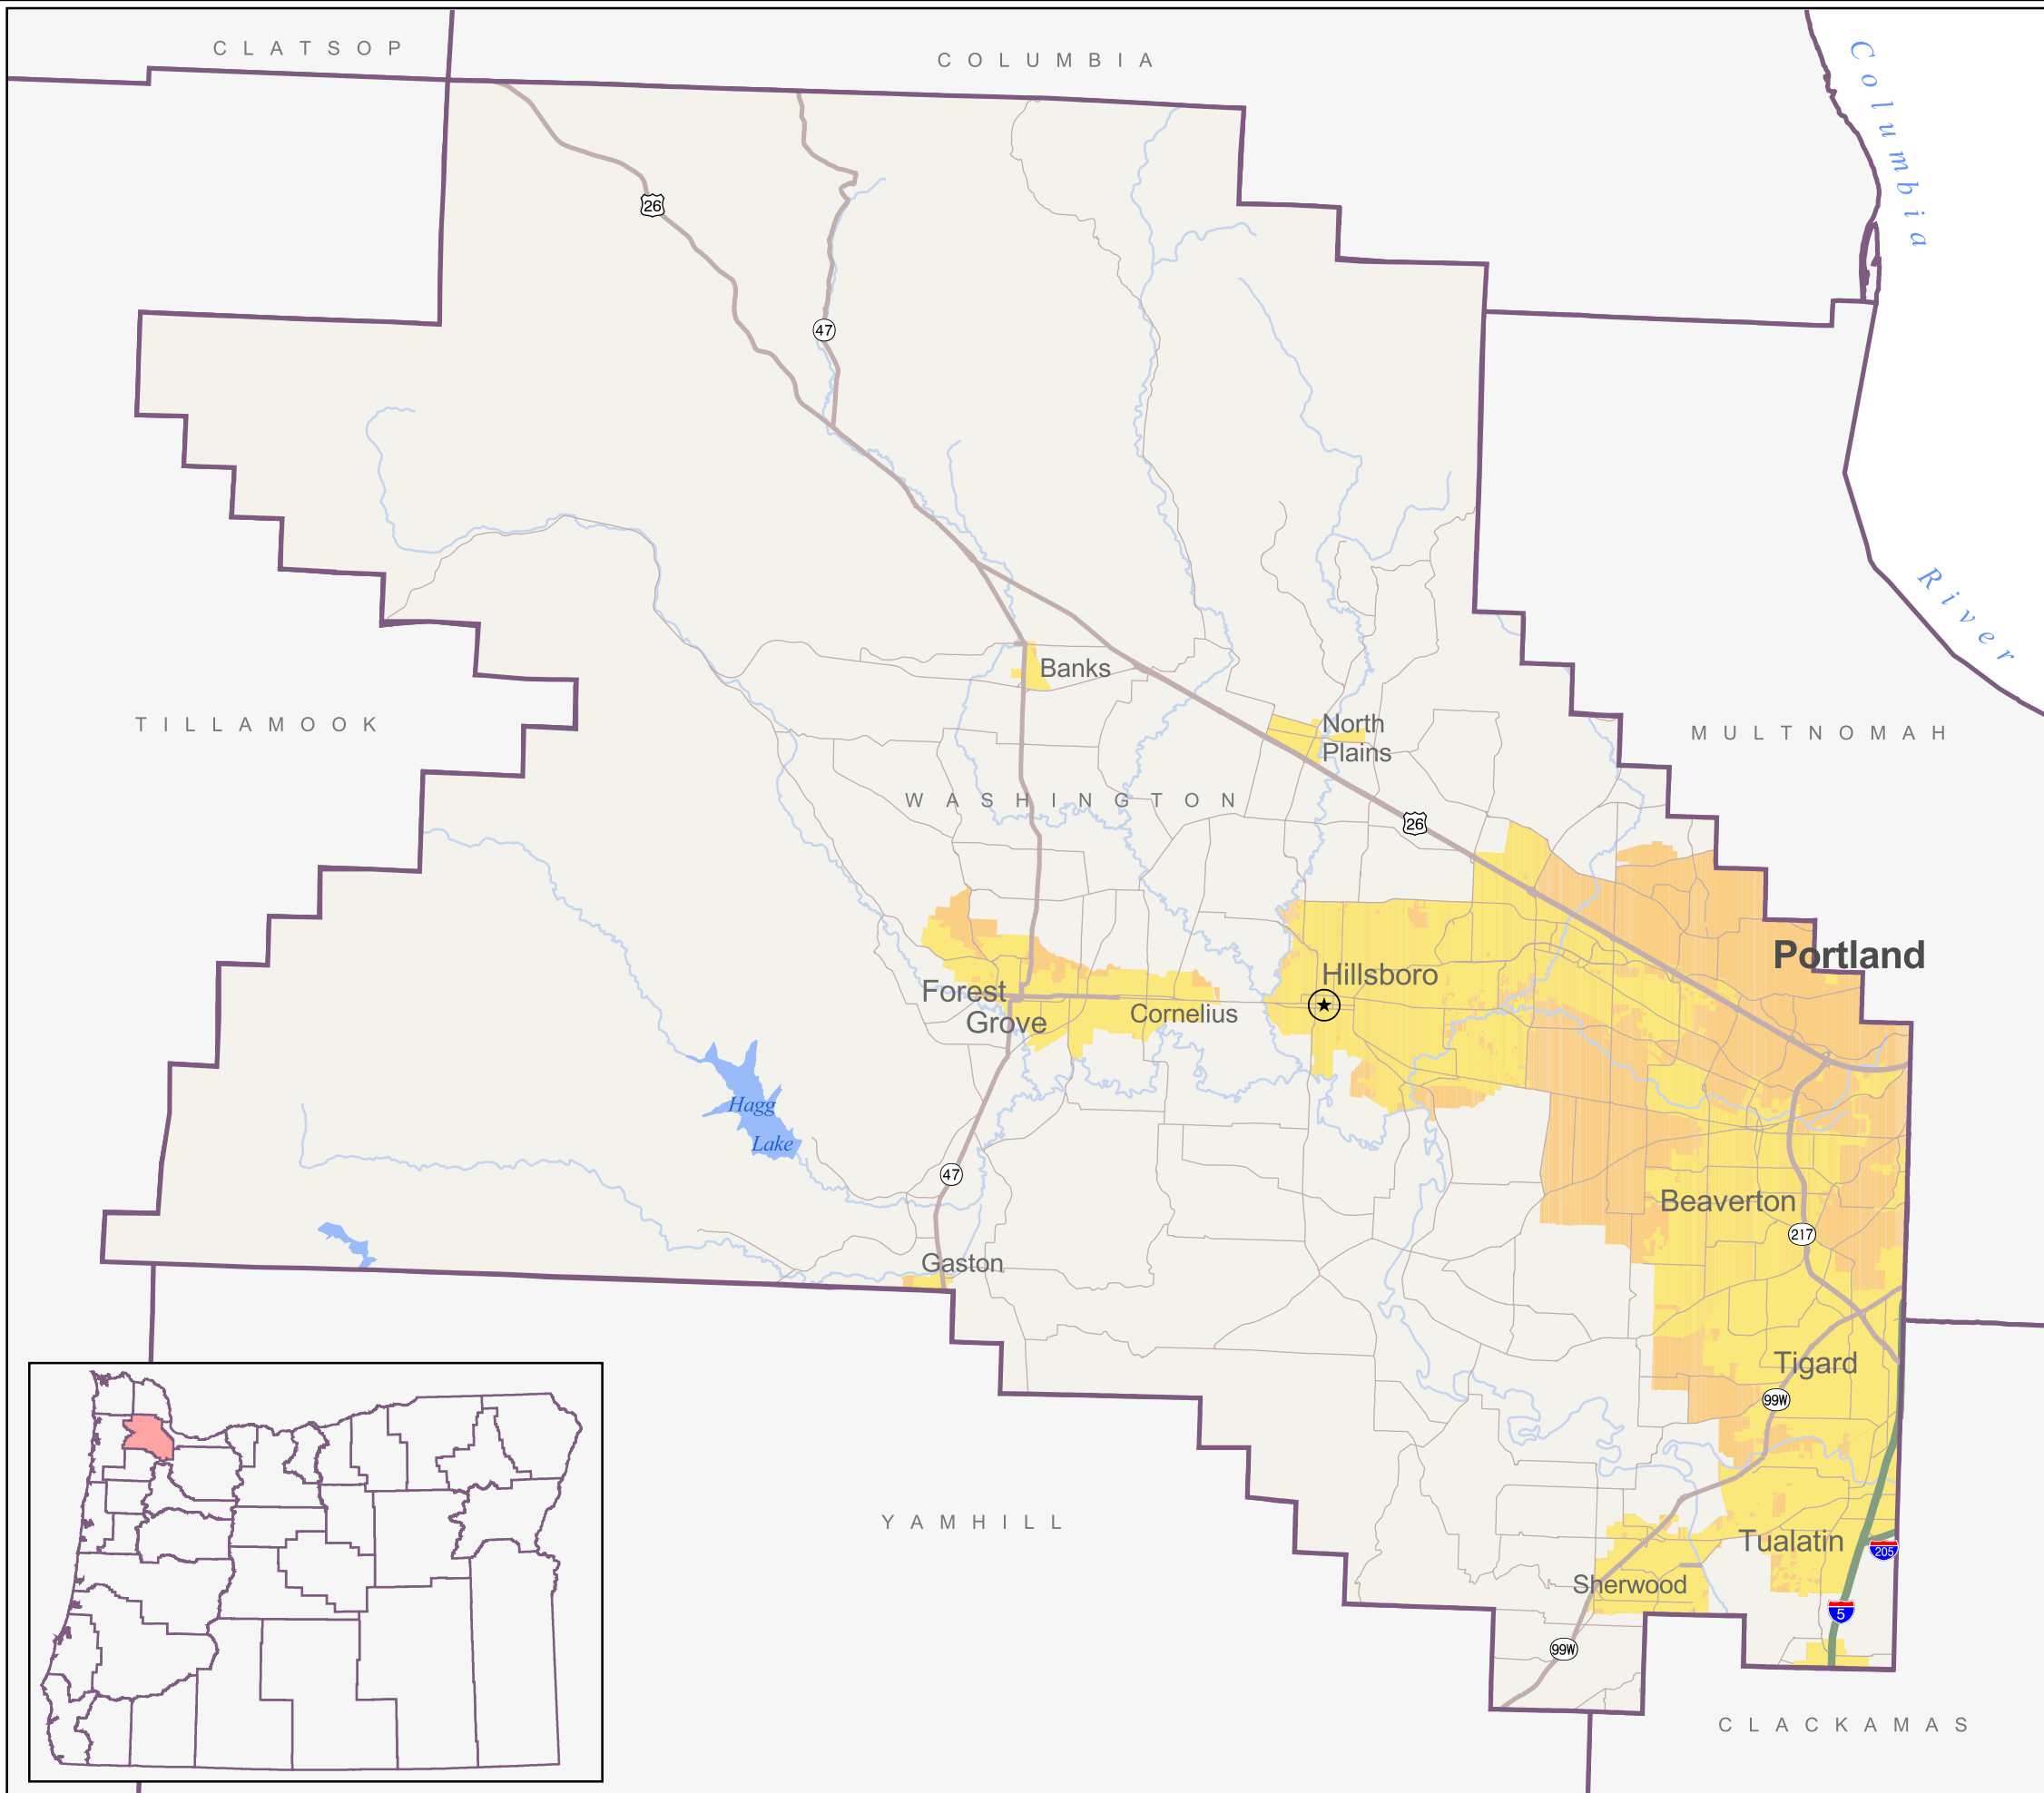 CLATSOP
COLUMBIA
Columbia
26
47
River
Banks
TILLAMOOK
North
Plains
MULTNOMAH
WASHINGTON
26
Portland
Hillsboro
Forest
Grove
Cornelius
Hagg
Lake
47
Beaverton
217
Gaston
Tigard
99W
YAMHILL
Tualatin
205
Sherwood
5
99W
CLACKAMAS